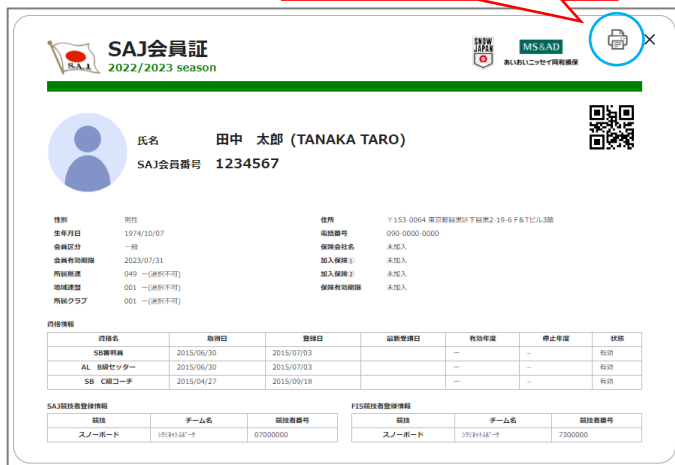 SAJ会員証
2022/2023 season
S.A.J
SNOW
JAPAN
MS&AD
あいおいニッセイ同和損保
氏名 田中 太郎 (TANAKA TARO)
SAJ会員番号 1234567
性別 男性
生年月日 1974/10/07
会員区分 一般
会員有効期限 2023/07/31
所属県連 049 ー(選択不可)
地域連盟 001 ー(選択不可)
所属クラブ 001 ー(選択不可)
住所 〒153-0064 東京都目黒区下目黒2-19-6 F&Tビル3階
電話番号 090-0000-0000
保険会社名 未加入
加入保険① 未加入
加入保険② 未加入
保険有効期限 未加入
資格情報
資格名 取得日 登録日 最新受講日 有効年度 停止年度 状態
SB審判員 2015/06/30 2015/07/03 ー ー 有効
AL B級セッター 2015/06/30 2015/07/03 ー ー 有効
SB C級コーチ 2015/04/27 2015/09/18 ー ー 有効
SAJ競技者登録情報
競技 チーム名 競技者番号
スノーボード 07000000
FIS競技者登録情報
競技 チーム名 競技者番号
スノーボード 7300000